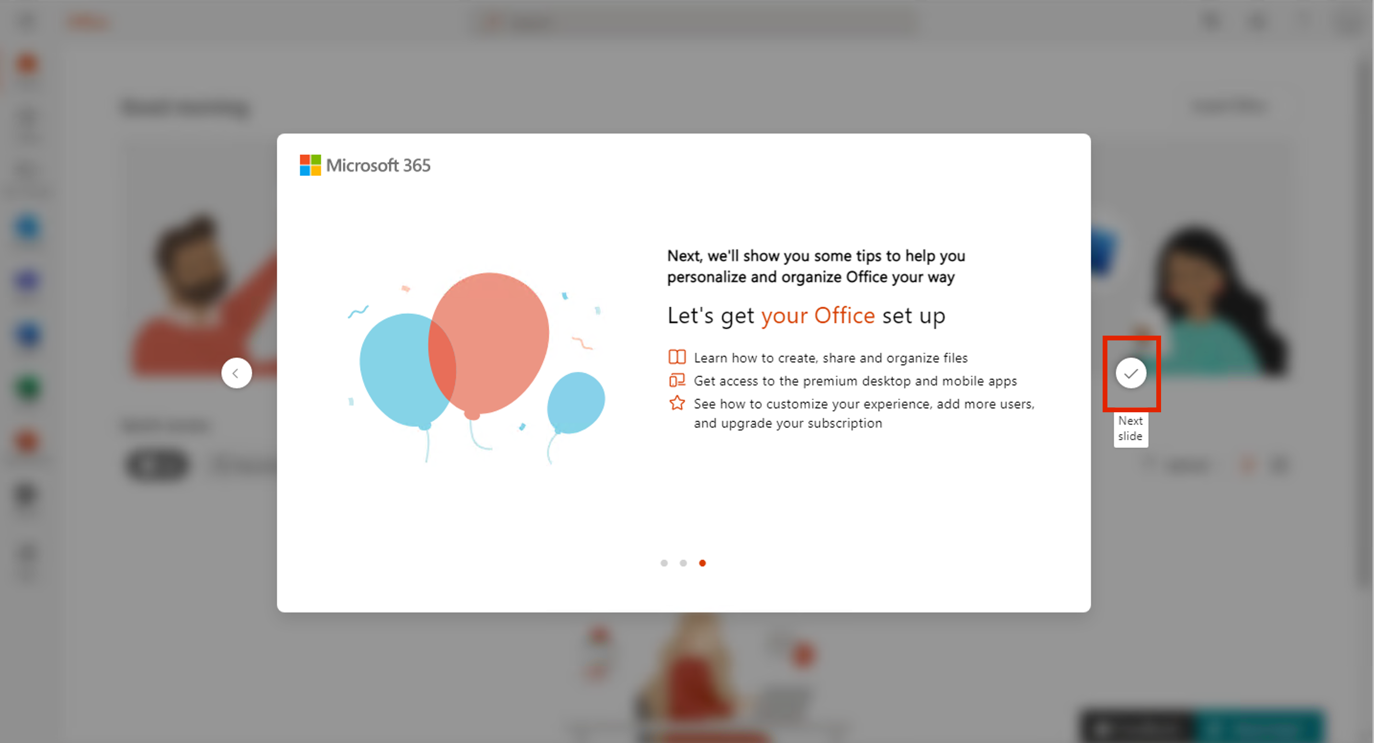 Microsoft 365
Next, we'll show you some tips to help you
personalize and organize Office your way
Let's get your Office set up
Learn how to create, share and organize files
Get access to the premium desktop and mobile apps
See how to customize your experience, add more users,
and upgrade your subscription
Next
slide